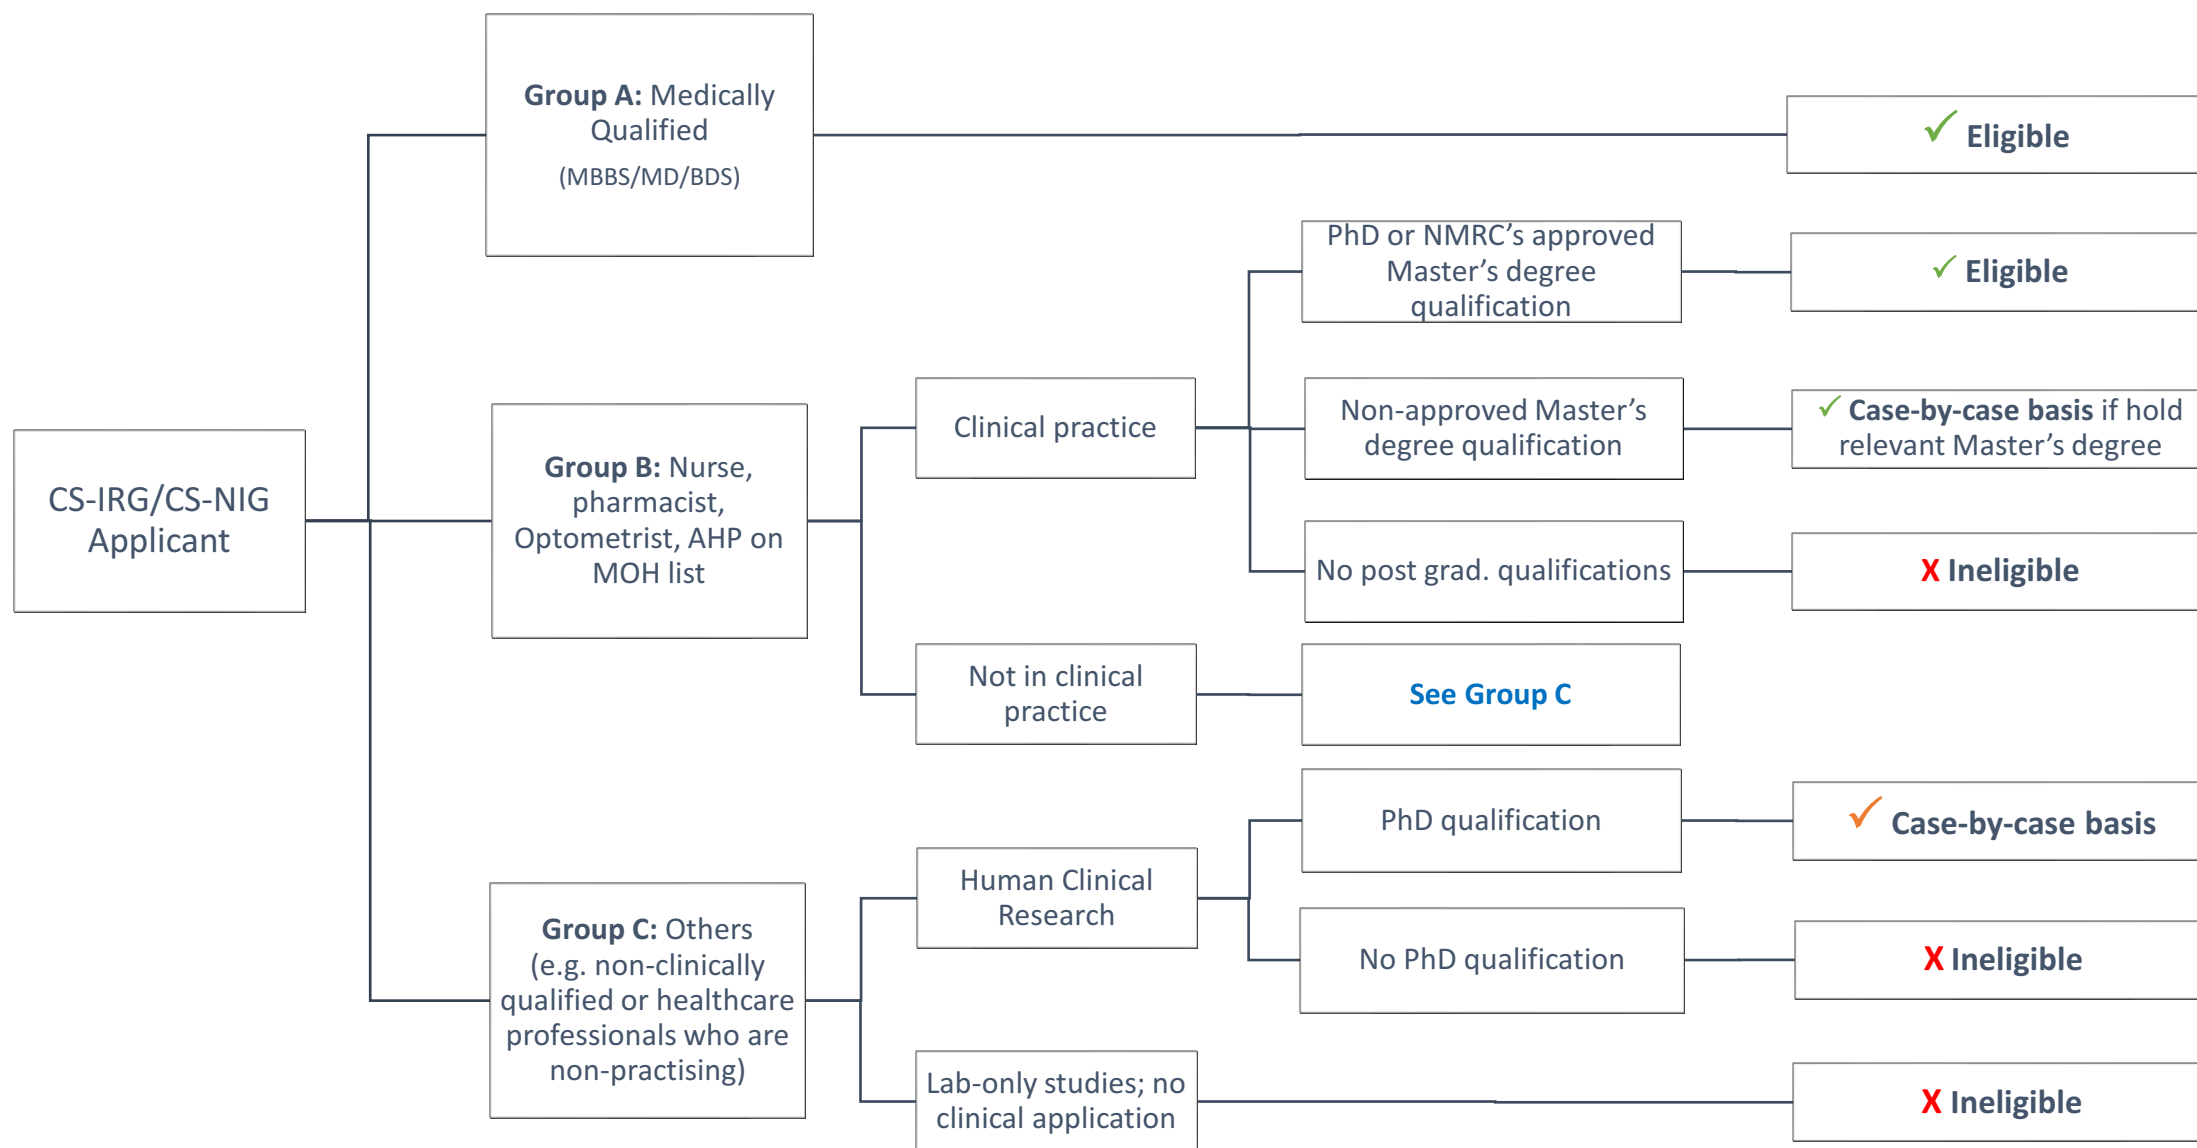 CS-IRG/CS-NIG
Applicant
Group A: Medically
Qualified
(MBBS/MD/BDS)
✓ Eligible
Group B: Nurse,
pharmacist,
Optometrist, AHP on
MOH list
Clinical practice
PhD or NMRC’s approved
Master’s degree
qualification
✓ Eligible
Non-approved Master’s
degree qualification
✓ Case-by-case basis if hold
relevant Master’s degree
No post grad. qualifications
X Ineligible
Not in clinical
practice
See Group C
Group C: Others
(e.g. non-clinically
qualified or healthcare
professionals who are
non-practising)
Human Clinical
Research
PhD qualification
✓ Case-by-case basis
No PhD qualification
X Ineligible
Lab-only studies; no
clinical application
X Ineligible